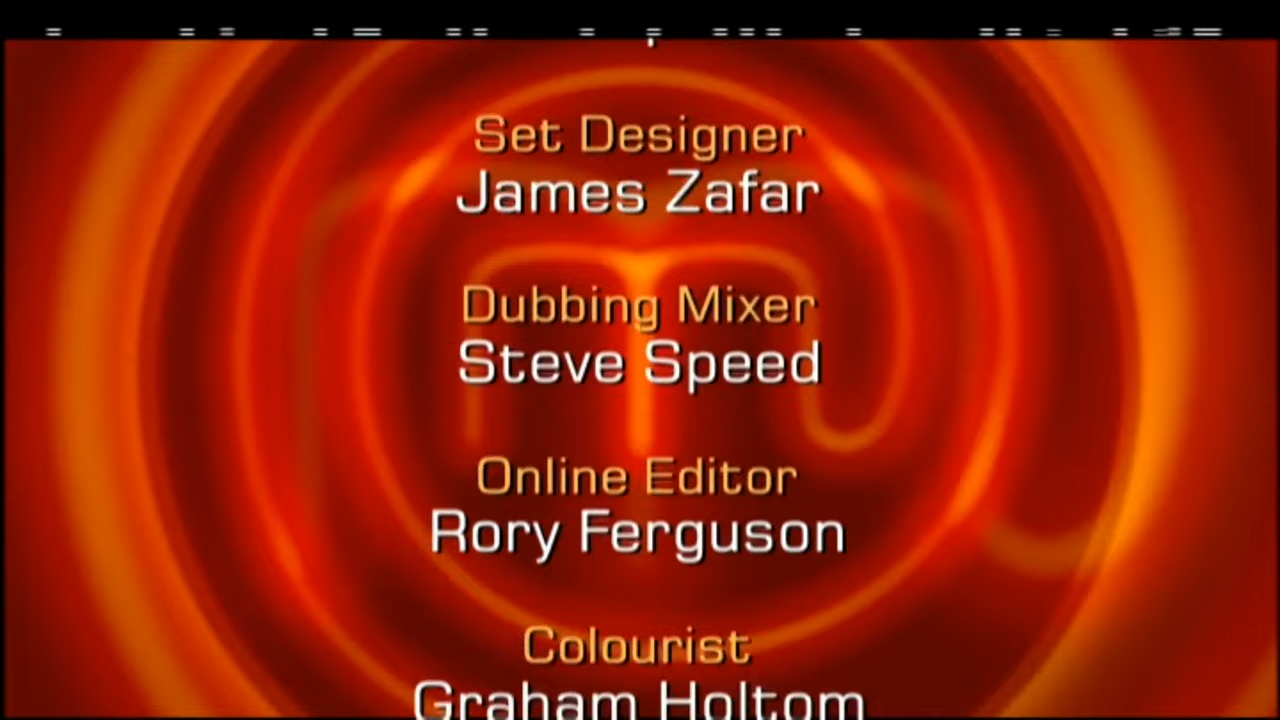 Set Designer
James Zafar
Dubbing Mixer
Steve Speed
Online Editor
Rory Ferguson
Colourist
Graham Holtom